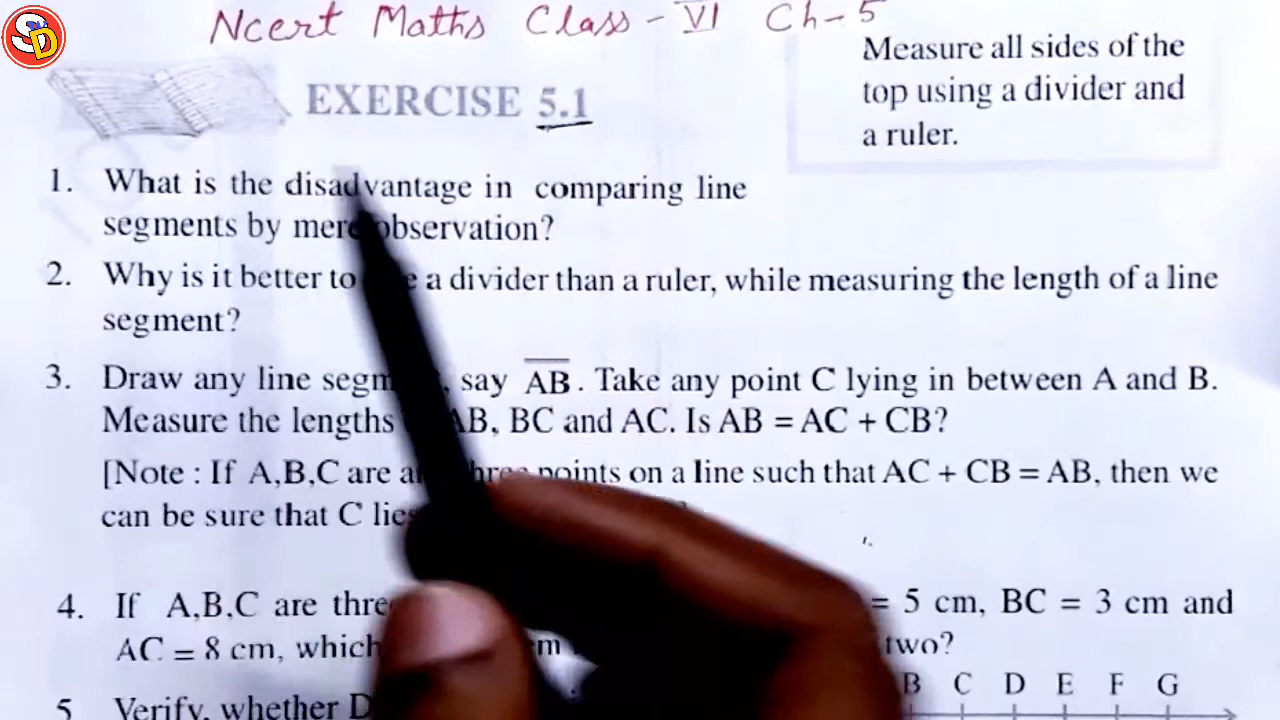 SD
Ncert Maths Class - VI Ch - 5
Measure all sides of the
top using a divider and
a ruler.
EXERCISE 5.1
1. What is the disadvantage in comparing line
segments by mere observation?
2. Why is it better to a divider than a ruler, while measuring the length of a line
segment?
3. Draw any line say AB. Take any point C lying in between A and B.
Measure the lengths AB, BC and AC. Is AB = AC + CB?
[Note : If A,B,C are three points on a line such that AC + CB = AB, then we
can be sure that C lies
4. If A,B,C are = 5 cm, BC = 3 cm and
AC = 8 cm, which two?
B C D E F G
5 Verify, whether D